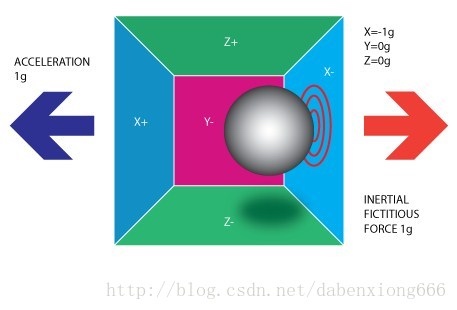 Z+
X=-1g
Y=0g
Z=0g
ACCELERATION
1g
X-
X+
Y-
INERTIAL
FICTITIOUS
FORCE 1g
Z-
http://blog.csdn.net/dabenxiong666